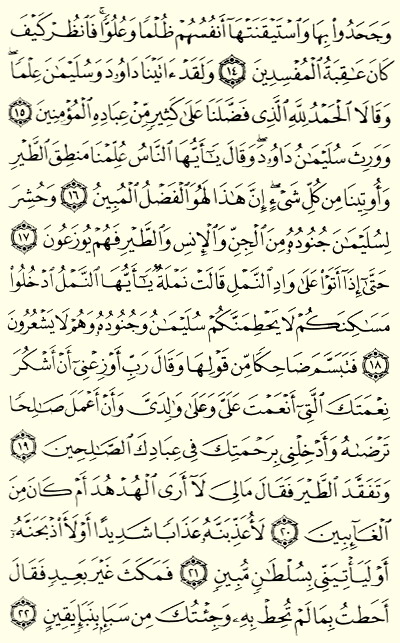 وَجَحَدُوا۟ بِهَا وَٱسْتَيْقَنَتْهَآ أَنفُسُهُمْ ظُلْمًا وَعُلُوًّا ۚ فَٱنظُرْ كَيْفَ
كَانَ عَـٰقِبَةُ ٱلْمُفْسِدِينَ ١٤ وَلَقَدْ ءَاتَيْنَا دَاوُۥدَ وَسُلَيْمَـٰنَ عِلْمًا ۖ
وَقَالَا ٱلْحَمْدُ لِلَّهِ ٱلَّذِى فَضَّلَنَا عَلَىٰ كَثِيرٍ مِّنْ عِبَادِهِ ٱلْمُؤْمِنِينَ ١٥
وَوَرِثَ سُلَيْمَـٰنُ دَاوُۥدَ ۖ وَقَالَ يَـٰٓأَيُّهَا ٱلنَّاسُ عُلِّمْنَا مَنطِقَ ٱلطَّيْرِ
وَأُوتِينَا مِن كُلِّ شَىْءٍ ۖ إِنَّ هَـٰذَا لَهُوَ ٱلْفَضْلُ ٱلْمُبِينُ ١٦ وَحُشِرَ
لِسُلَيْمَـٰنَ جُنُودُهُۥ مِنَ ٱلْجِنِّ وَٱلْإِنسِ وَٱلطَّيْرِ فَهُمْ يُوزَعُونَ ١٧
حَتَّىٰٓ إِذَآ أَتَوْا۟ عَلَىٰ وَادِ ٱلنَّمْلِ قَالَتْ نَمْلَةٌ يَـٰٓأَيُّهَا ٱلنَّمْلُ ٱدْخُلُوا۟
مَسَـٰكِنَكُمْ لَا يَحْطِمَنَّكُمْ سُلَيْمَـٰنُ وَجُنُودُهُۥ وَهُمْ لَا يَشْعُرُونَ
١٨ فَتَبَسَّمَ ضَاحِكًا مِّن قَوْلِهَا وَقَالَ رَبِّ أَوْزِعْنِىٓ أَنْ أَشْكُرَ
نِعْمَتَكَ ٱلَّتِىٓ أَنْعَمْتَ عَلَىَّ وَعَلَىٰ وَٰلِدَىَّ وَأَنْ أَعْمَلَ صَـٰلِحًا
تَرْضَىٰهُ وَأَدْخِلْنِى بِرَحْمَتِكَ فِى عِبَادِكَ ٱلصَّـٰلِحِينَ ١٩
وَتَفَقَّدَ ٱلطَّيْرَ فَقَالَ مَالِىَ لَآ أَرَى ٱلْهُدْهُدَ أَمْ كَانَ مِنَ
ٱلْغَآئِبِينَ ٢٠ لَأُعَذِّبَنَّهُۥ عَذَابًا شَدِيدًا أَوْ لَأَا۟ذْبَحَنَّهُۥٓ
أَوْ لَيَأْتِيَنِّى بِسُلْطَـٰنٍ مُّبِينٍ ٢١ فَمَكَثَ غَيْرَ بَعِيدٍ فَقَالَ
أَحَطتُ بِمَا لَمْ تُحِطْ بِهِۦ وَجِئْتُكَ مِن سَبَإٍۭ بِنَبَإٍ يَقِينٍ ٢٢